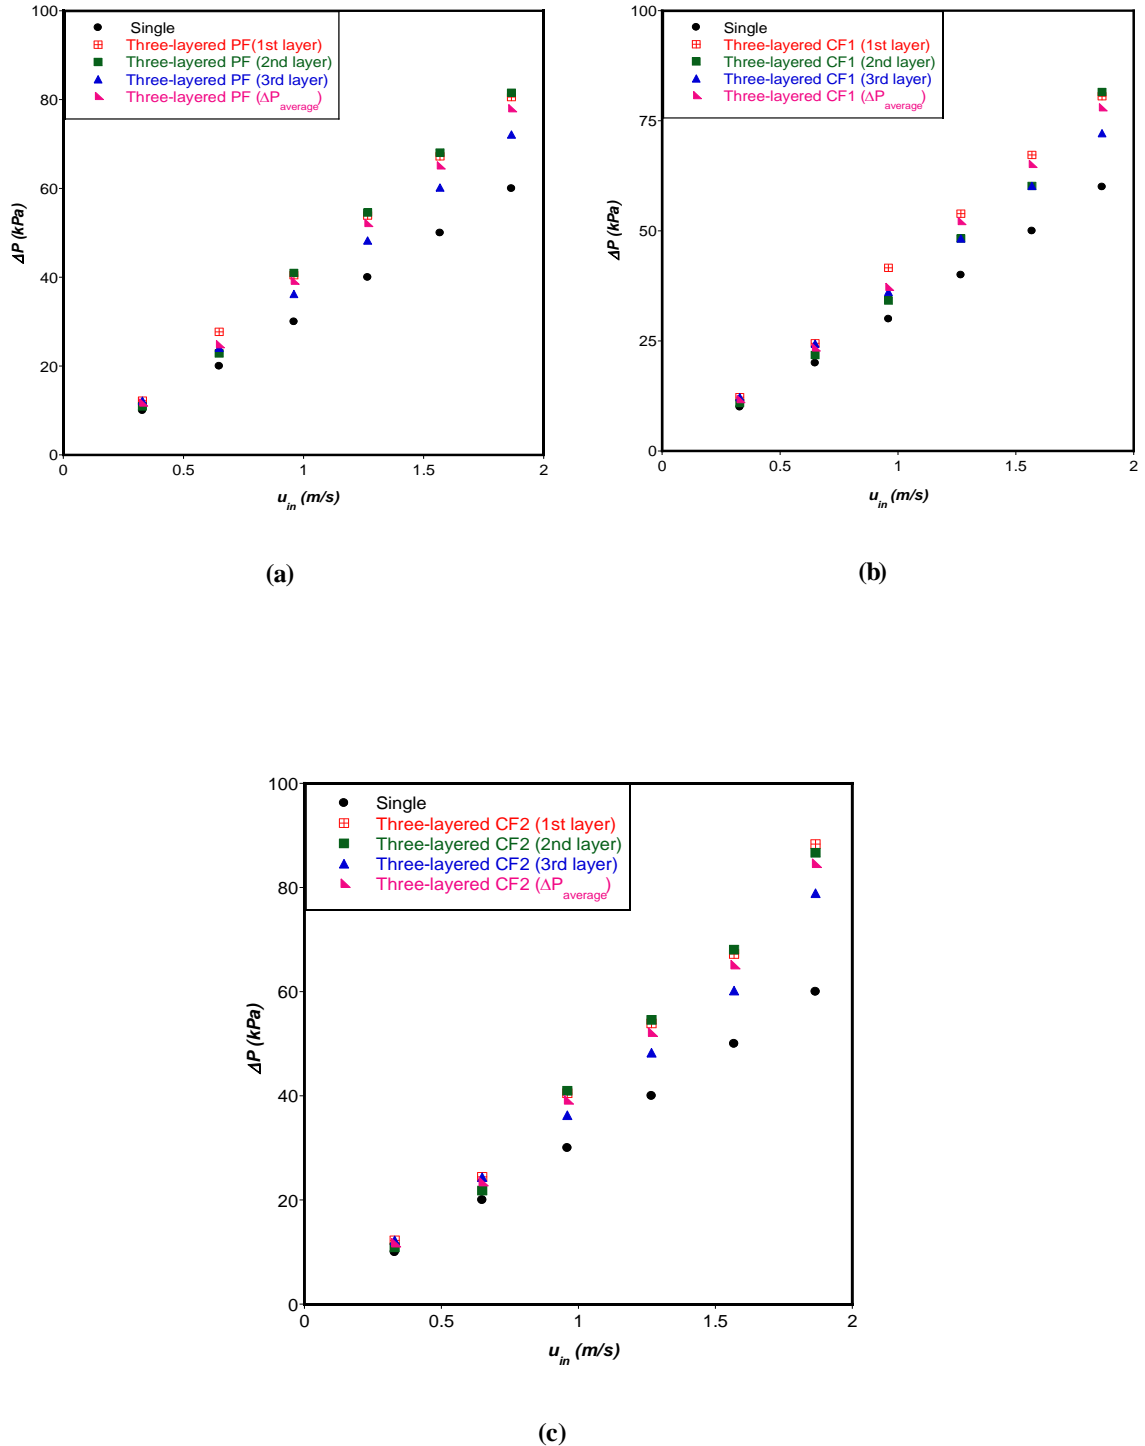 100
80
60
40
20
0
ΔP (kPa)
Single
Three-layered PF(1st layer)
Three-layered PF (2nd layer)
Three-layered PF (3rd layer)
Three-layered PF (ΔPaverage)
0 0.5 1 1.5 2
uin (m/s)
(a)
100
75
50
25
0
ΔP (kPa)
Single
Three-layered CF1 (1st layer)
Three-layered CF1 (2nd layer)
Three-layered CF1 (3rd layer)
Three-layered CF1 (ΔPaverage)
0 0.5 1 1.5 2
uin (m/s)
(b)
100
80
60
40
20
0
ΔP (kPa)
Single
Three-layered CF2 (1st layer)
Three-layered CF2 (2nd layer)
Three-layered CF2 (3rd layer)
Three-layered CF2 (ΔPaverage)
0 0.5 1 1.5 2
uin (m/s)
(c)